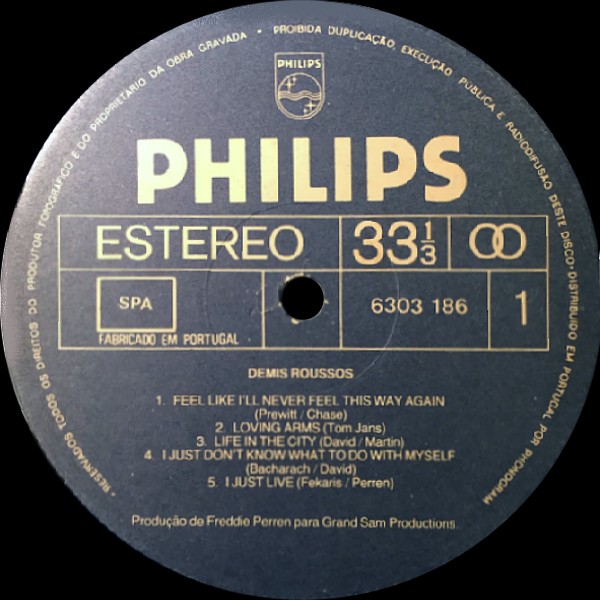 • RESERVADOS TODOS OS DIREITOS DO PRODUTOR FOTOGRÁFICO E DO PROPRIETÁRIO DA OBRA GRAVADA • PROIBIDA DUPLICAÇÃO, EXECUÇÃO PÚBLICA E RADIODIFUSÃO DESTE DISCO • DISTRIBUIDO EM PORTUGAL POR PHONOGRAM
PHILIPS
PHILIPS
ESTEREO 33 1/3
SPA 6303 186 1
FABRICADO EM PORTUGAL
DEMIS ROUSSOS
1. FEEL LIKE I'LL NEVER FEEL THIS WAY AGAIN
(Prewitt / Chase)
2. LOVING ARMS (Tom Jans)
3. LIFE IN THE CITY (David / Martin)
4. I JUST DON'T KNOW WHAT TO DO WITH MYSELF
(Bacharach / David)
5. I JUST LIVE (Fekaris / Perren)
Produção de Freddie Perren para Grand Sam Productions.